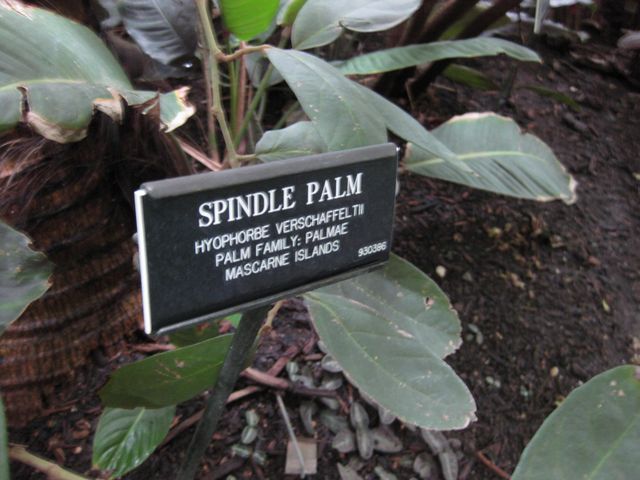 SPINDLE PALM
HYOPHORBE VERSCHAFFELTII
PALM FAMILY: PALMAE
MASCARNE ISLANDS
930386